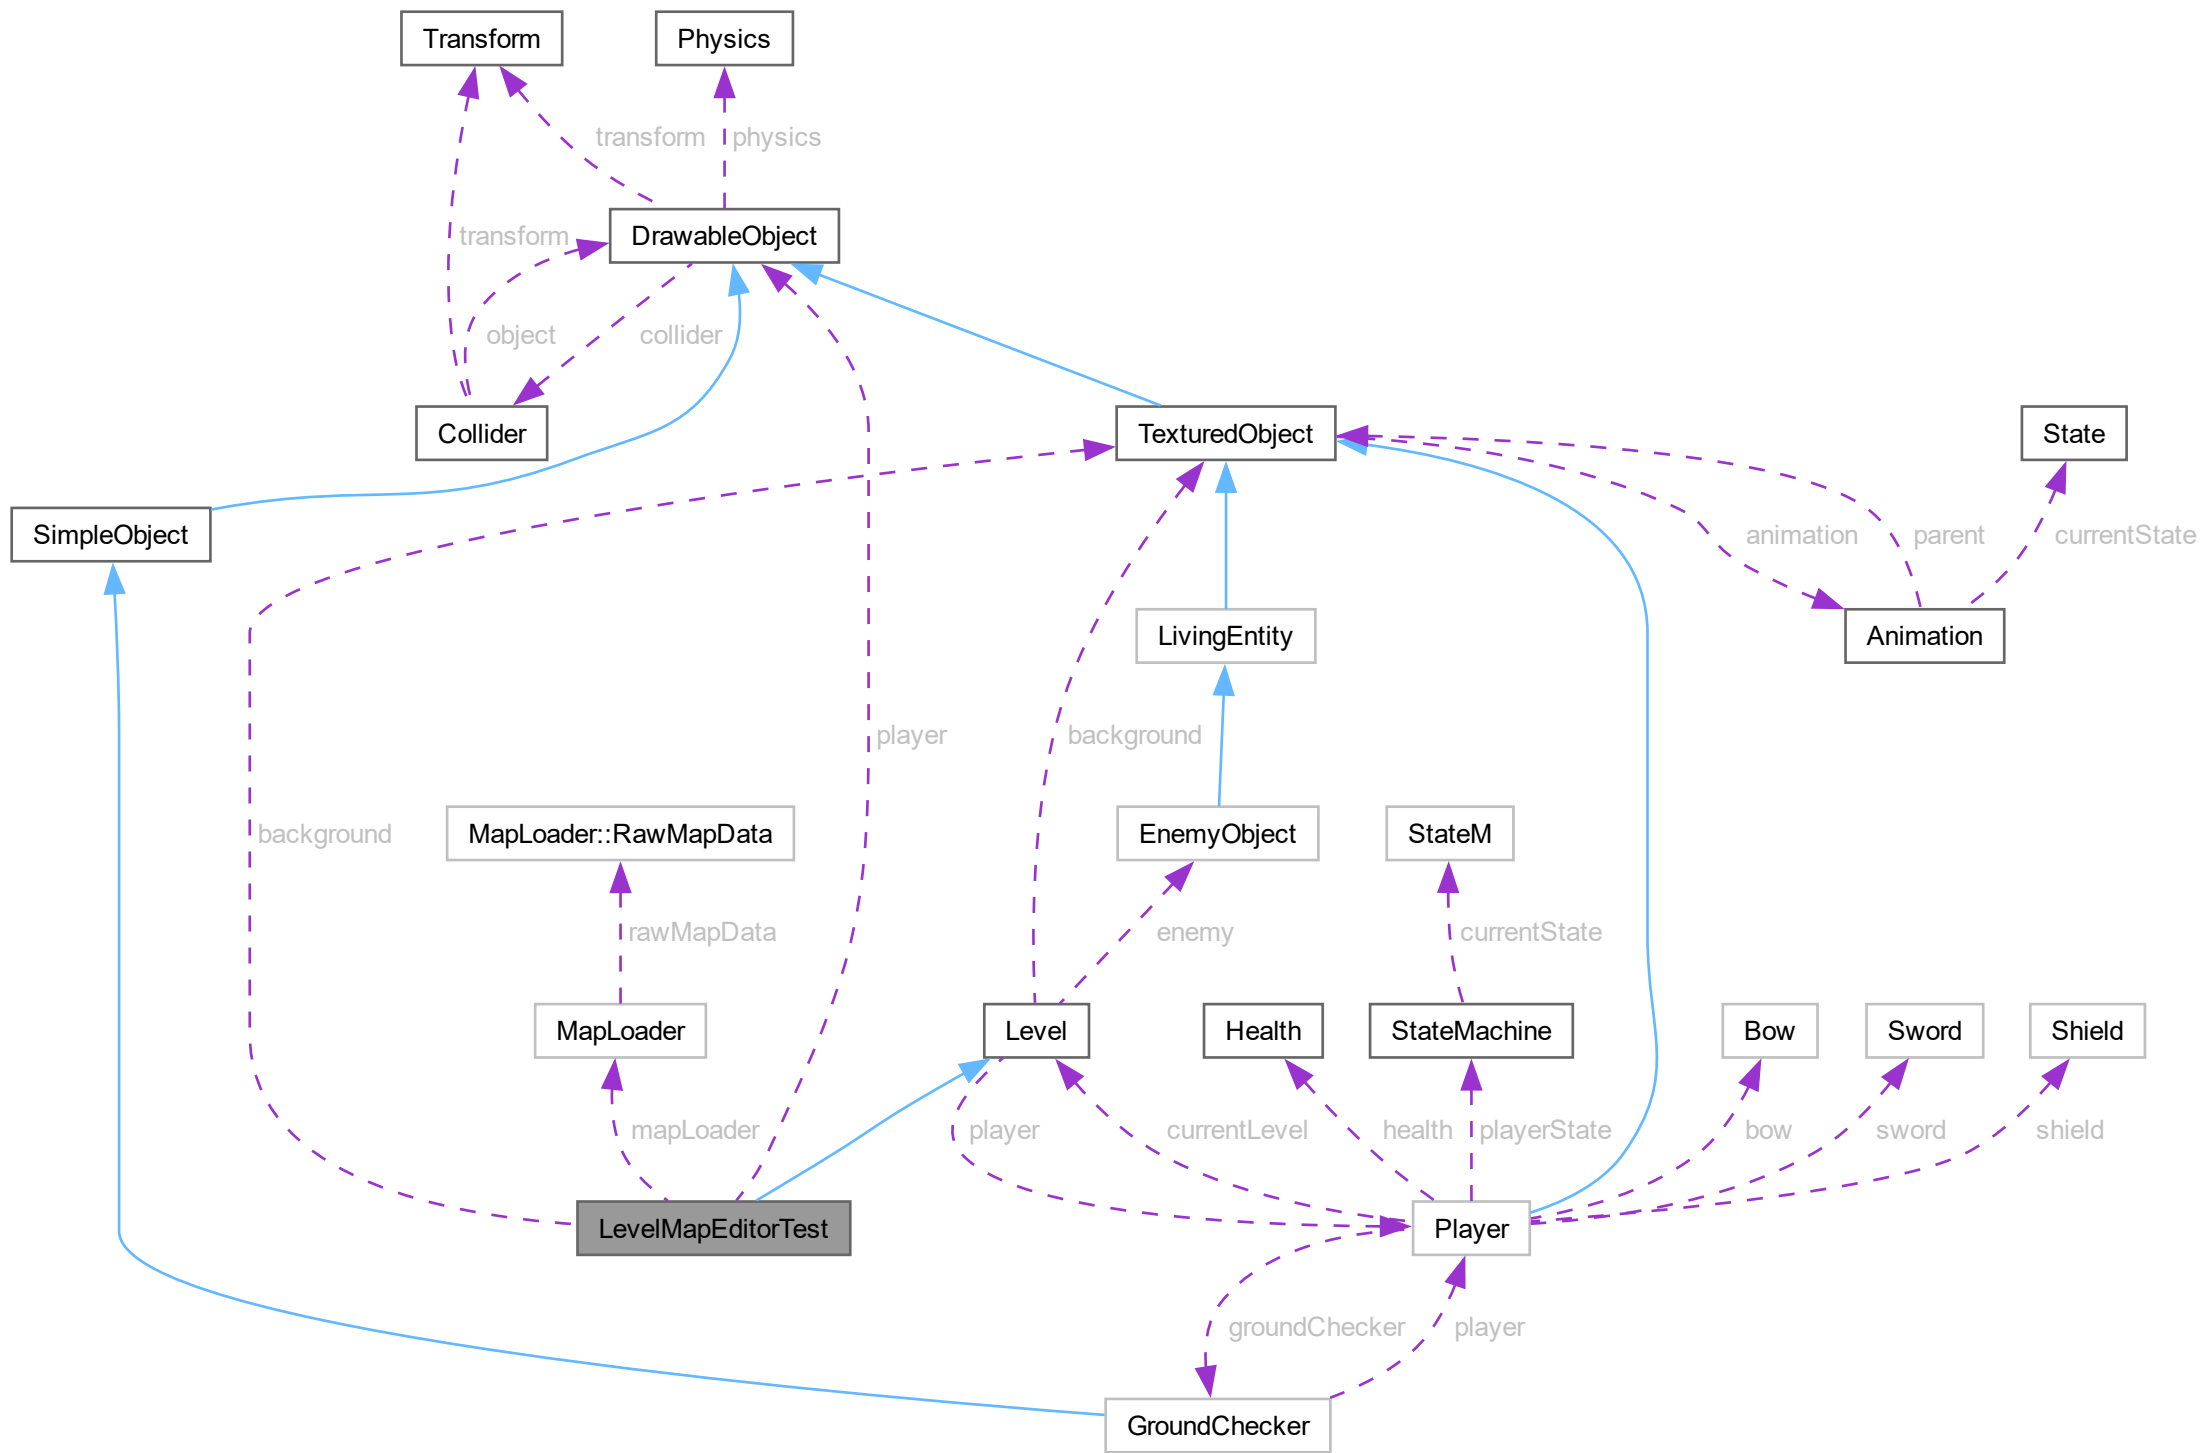 Transform
Physics
transform
physics
DrawableObject
transform
object
collider
Collider
TexturedObject
State
SimpleObject
animation
parent
currentState
LivingEntity
Animation
background
player
background
MapLoader::RawMapData
EnemyObject
StateM
rawMapData
enemy
currentState
MapLoader
Level
Health
StateMachine
Bow
Sword
Shield
mapLoader
player
currentLevel
health
playerState
bow
sword
shield
LevelMapEditorTest
Player
groundChecker
player
GroundChecker